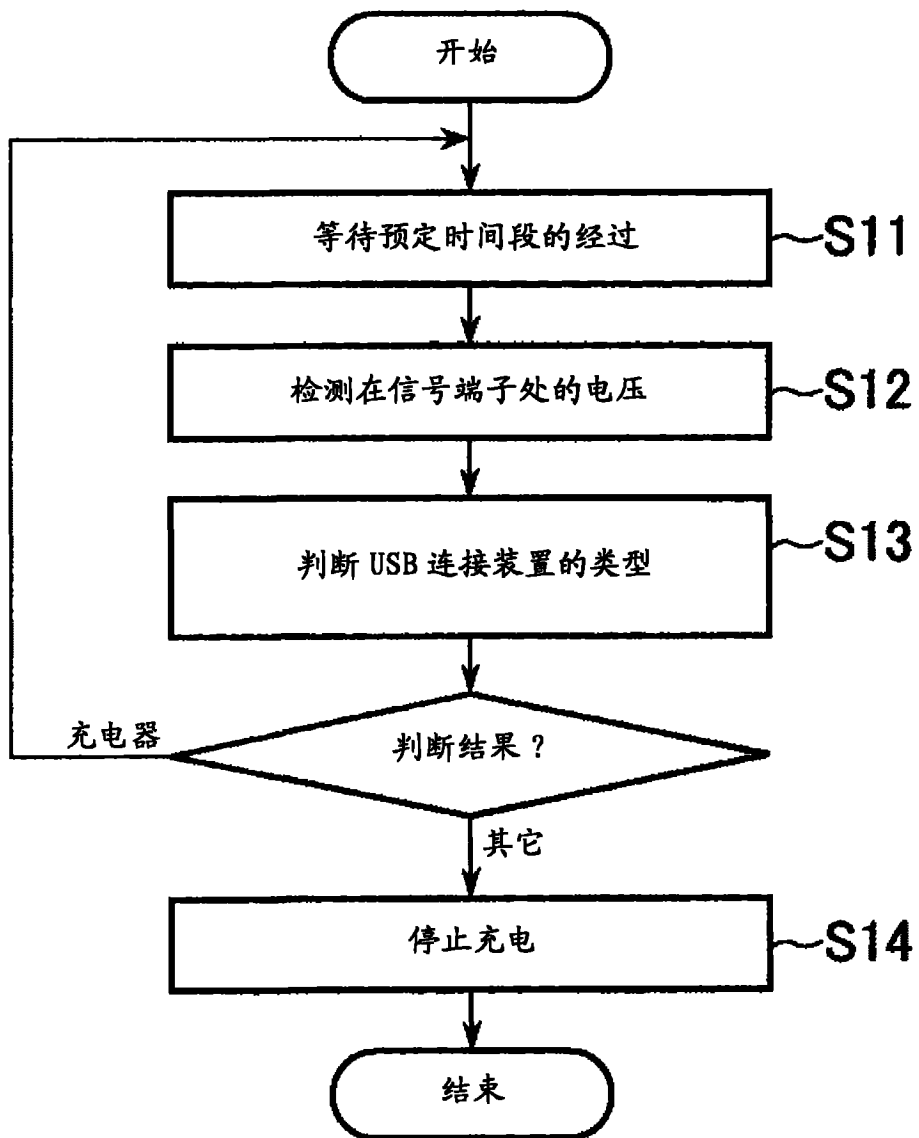 开始
等待预定时间段的经过
S11
检测在信号端子处的电压
S12
判断 USB 连接装置的类型
S13
判断结果？
充电器
其它
停止充电
S14
结束